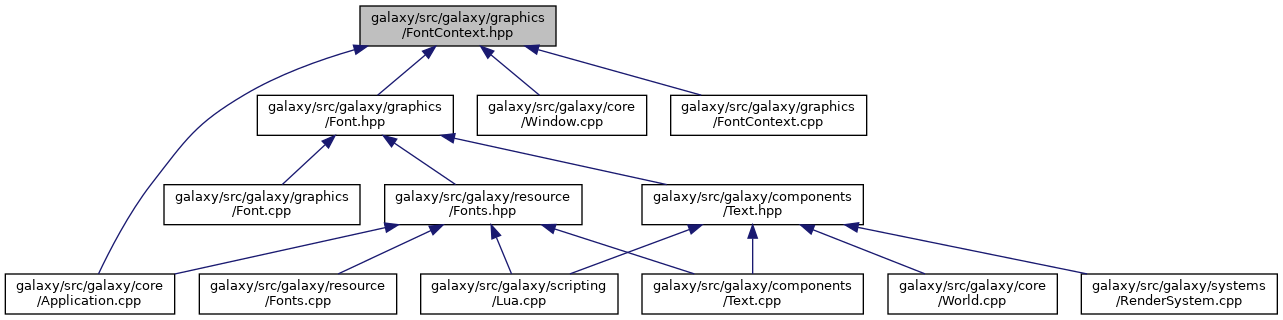 galaxy/src/galaxy/graphics
/FontContext.hpp
galaxy/src/galaxy/graphics
/Font.hpp
galaxy/src/galaxy/core
/Window.cpp
galaxy/src/galaxy/graphics
/FontContext.cpp
galaxy/src/galaxy/graphics
/Font.cpp
galaxy/src/galaxy/resource
/Fonts.hpp
galaxy/src/galaxy/components
/Text.hpp
galaxy/src/galaxy/core
/Application.cpp
galaxy/src/galaxy/resource
/Fonts.cpp
galaxy/src/galaxy/scripting
/Lua.cpp
galaxy/src/galaxy/components
/Text.cpp
galaxy/src/galaxy/core
/World.cpp
galaxy/src/galaxy/systems
/RenderSystem.cpp